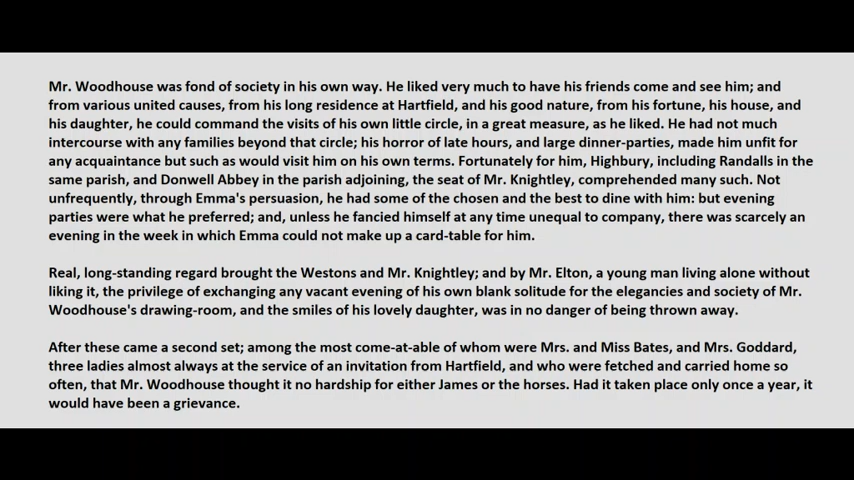 Mr. Woodhouse was fond of society in his own way. He liked very much to have his friends come and see him; and
from various united causes, from his long residence at Hartfield, and his good nature, from his fortune, his house, and
his daughter, he could command the visits of his own little circle, in a great measure, as he liked. He had not much
intercourse with any families beyond that circle; his horror of late hours, and large dinner-parties, made him unfit for
any acquaintance but such as would visit him on his own terms. Fortunately for him, Highbury, including Randalls in the
same parish, and Donwell Abbey in the parish adjoining, the seat of Mr. Knightley, comprehended many such. Not
unfrequently, through Emma's persuasion, he had some of the chosen and the best to dine with him: but evening
parties were what he preferred; and, unless he fancied himself at any time unequal to company, there was scarcely an
evening in the week in which Emma could not make up a card-table for him.
Real, long-standing regard brought the Westons and Mr. Knightley; and by Mr. Elton, a young man living alone without
liking it, the privilege of exchanging any vacant evening of his own blank solitude for the elegancies and society of Mr.
Woodhouse's drawing-room, and the smiles of his lovely daughter, was in no danger of being thrown away.
After these came a second set; among the most come-at-able of whom were Mrs. and Miss Bates, and Mrs. Goddard,
three ladies almost always at the service of an invitation from Hartfield, and who were fetched and carried home so
often, that Mr. Woodhouse thought it no hardship for either James or the horses. Had it taken place only once a year, it
would have been a grievance.